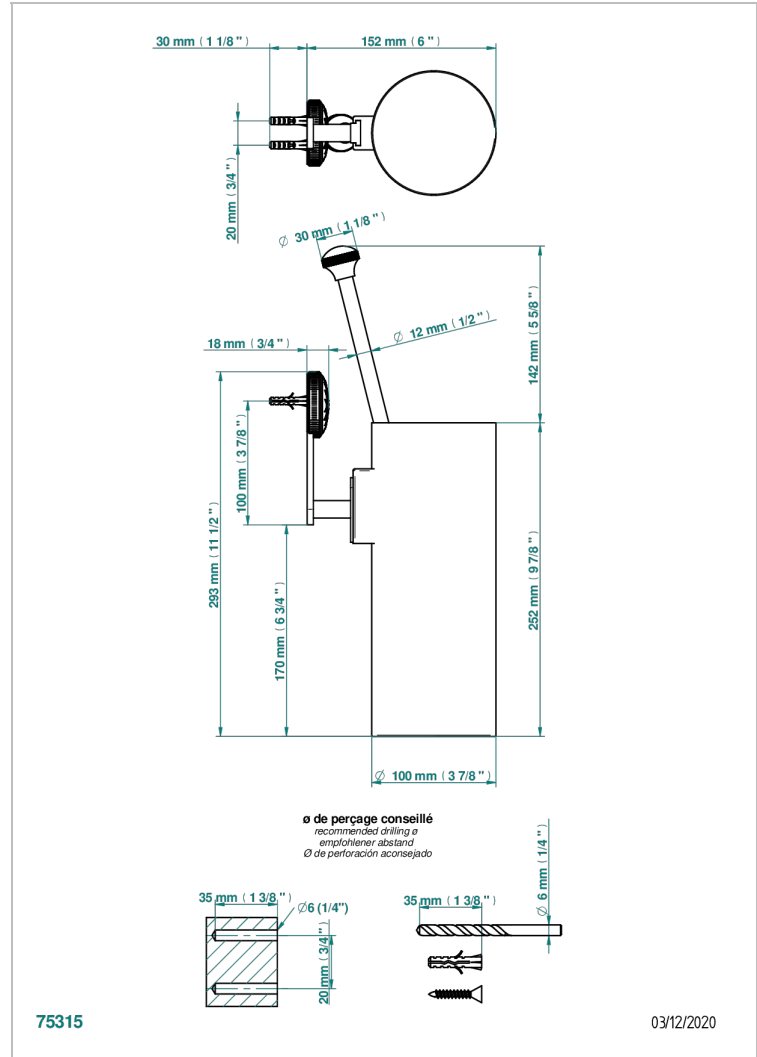 30 mm ( 1 1/8 " )
152 mm ( 6 " )
20 mm ( 3/4 " )
Ø 30 mm ( 1 1/8 " )
Ø 12 mm ( 1/2 " )
142 mm ( 5 5/8 " )
18 mm ( 3/4 " )
100 mm ( 3 7/8 " )
293 mm ( 11 1/2 " )
170 mm ( 6 3/4 " )
252 mm ( 9 7/8 " )
Ø 100 mm ( 3 7/8 " )
ø de perçage conseillé
recommended drilling ø
empfohlener abstand
Ø de perforación aconsejado
35 mm ( 1 3/8 " )
Ø6 (1/4")
20 mm ( 3/4 " )
35 mm ( 1 3/8 " )
Ø 6 mm ( 1/4 " )
75315
03/12/2020